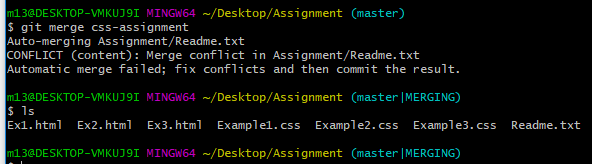 m13@DESKTOP-VMKUJ9I MINGW64 ~/Desktop/Assignment (master)
$ git merge css-assignment
Auto-merging Assignment/Readme.txt
CONFLICT (content): Merge conflict in Assignment/Readme.txt
Automatic merge failed; fix conflicts and then commit the result.
m13@DESKTOP-VMKUJ9I MINGW64 ~/Desktop/Assignment (master|MERGING)
$ ls
Ex1.html Ex2.html Ex3.html Example1.css Example2.css Example3.css Readme.txt
m13@DESKTOP-VMKUJ9I MINGW64 ~/Desktop/Assignment (master|MERGING)